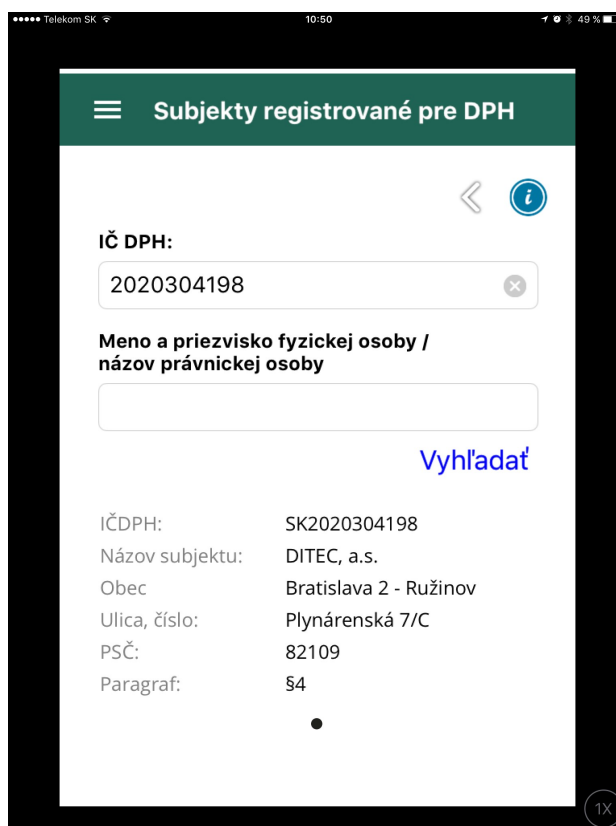 Telekom SK
10:50
49 %
Subjekty registrované pre DPH
IČ DPH:
2020304198
Meno a priezvisko fyzickej osoby /
názov právnickej osoby
Vyhľadať
IČDPH: SK2020304198
Názov subjektu: DITEC, a.s.
Obec Bratislava 2 - Ružinov
Ulica, číslo: Plynárenská 7/C
PSČ: 82109
Paragraf: §4
1X